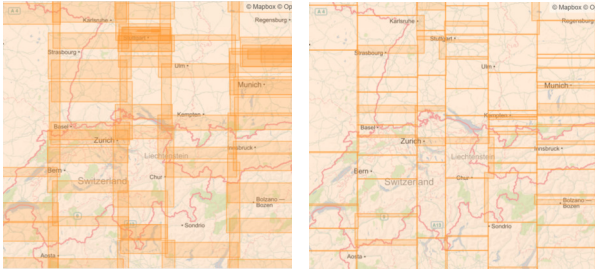 © Mapbox © Op
A 4
Karlsruhe
Regensburg
Stuttgart
Strasbourg
Ulm
Munich
Kempten
Basel
Zurich
Liechtenstein
Innsbruck
Bern
Switzerland
Chur
Bolzano —
Bozen
Sondrio
Aosta
© Mapbox © Op
A 4
Karlsruhe
Regensburg
Stuttgart
Strasbourg
Ulm
Munich
Kempten
Basel
Zurich
Liechtenstein
Innsbruck
Bern
Switzerland
Chur
Bolzano —
Bozen
Sondrio
Aosta